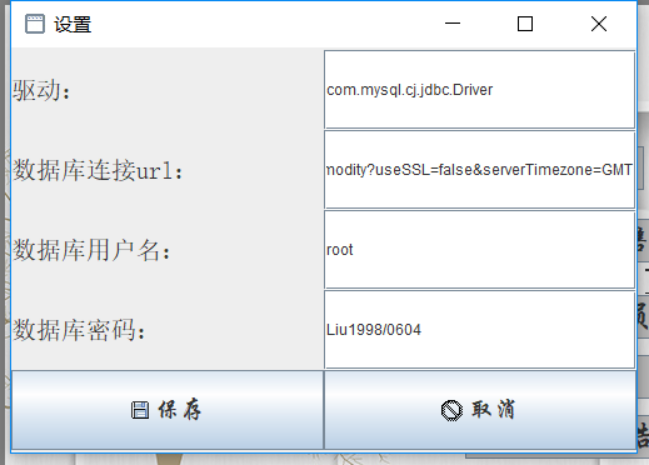 设置
驱动：
com.mysql.cj.jdbc.Driver
数据库连接url：
modity?useSSL=false&serverTimezone=GMT
数据库用户名：
root
数据库密码：
Liu1998/0604
保存
取消